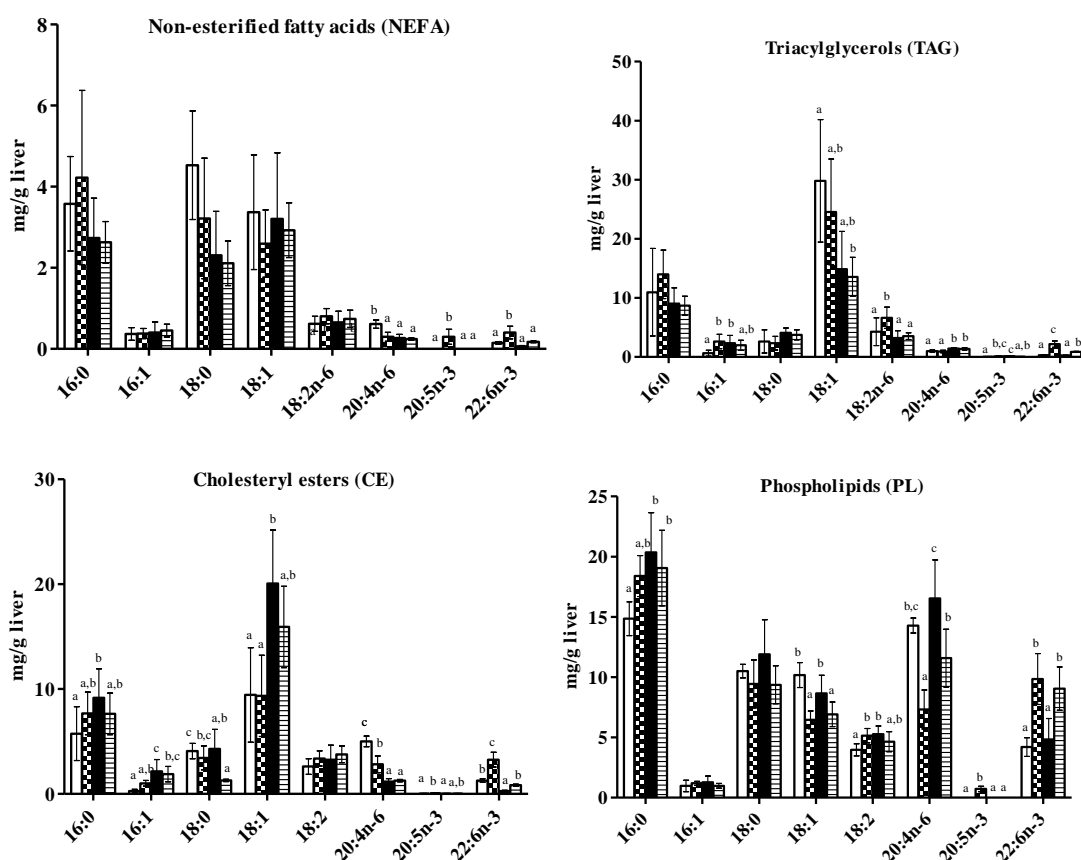 Non-esterified fatty acids (NEFA)
mg/g liver
8
6
4
2
0
a
b
a
a
a
a
b
a a
a
b
a
a
16:0
16:1
18:0
18:1
18:2n-6
20:4n-6
20:5n-3
22:6n-3
Triacylglycerols (TAG)
mg/g liver
50
40
30
20
10
0
a
b
b
a,b
a
a,b
a,b
b
a
b
a
a
a
a
b
b
a
b,c
c
a,b
a
c
a
b
16:0
16:1
18:0
18:1
18:2n-6
20:4n-6
20:5n-3
22:6n-3
Cholesteryl esters (CE)
mg/g liver
30
20
10
0
a
a,b
b
a,b
a
a,b
c
b,c
c
b,c
a,b
a
a
a
b
a,b
c
b
a
a
a
b
a
a,b
b
c
a
b
16:0
16:1
18:0
18:1
18:2
20:4n-6
20:5n-3
22:6n-3
Phospholipids (PL)
mg/g liver
25
20
15
10
5
0
a
a,b
b
b
b
a
b
a
a
b
b
a,b
b,c
a
c
b
a
b
a
a
a
b
a
b
16:0
16:1
18:0
18:1
18:2
20:4n-6
20:5n-3
22:6n-3